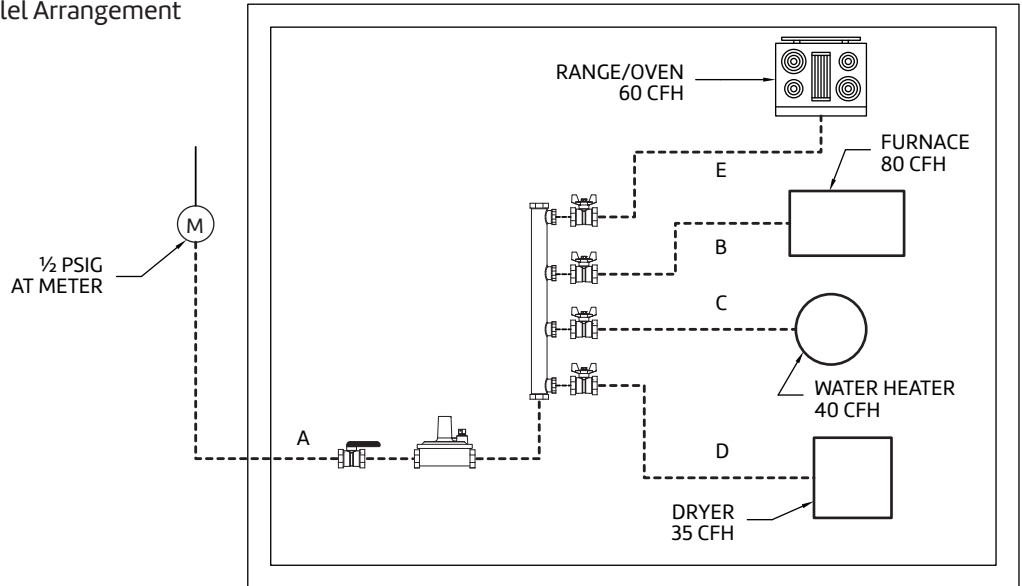 lel Arrangement
RANGE/OVEN
60 CFH
E
FURNACE
80 CFH
M
½ PSIG
AT METER
B
C
WATER HEATER
40 CFH
A
D
DRYER
35 CFH